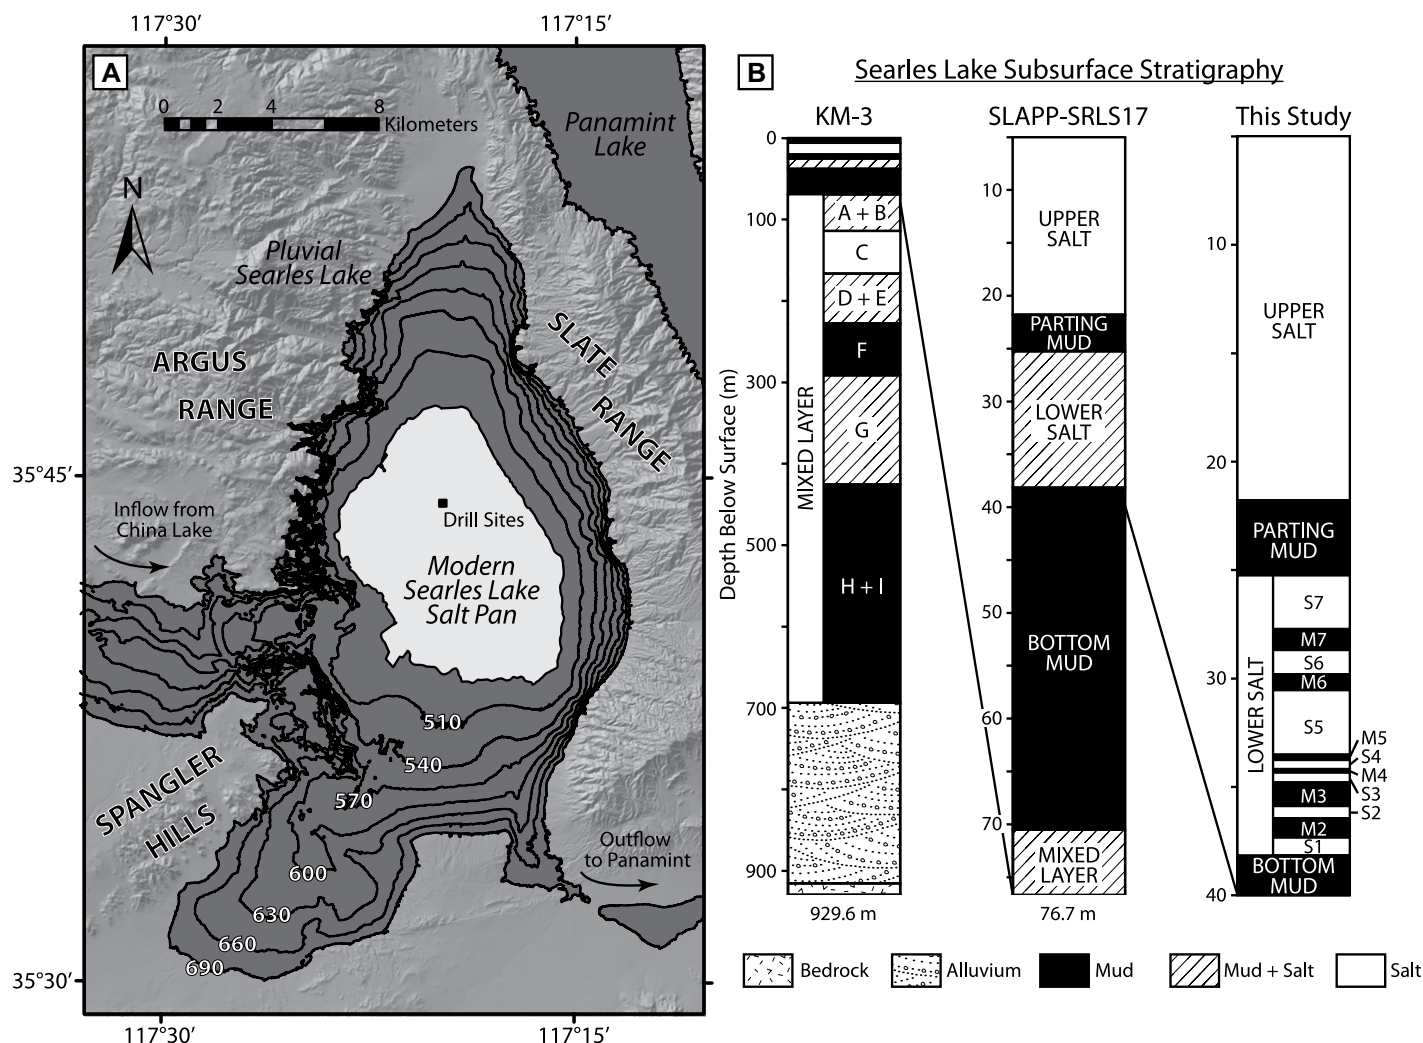 117°30′
117°15′
A
0
2
4
8
Kilometers
N
Panamint
Lake
Pluvial
Searles Lake
ARGUS
RANGE
SLATE
RANGE
35°45′
Inflow from
China Lake
Drill Sites
Modern
Searles Lake
Salt Pan
510
540
570
600
630
660
690
SPANGLER
HILLS
Outflow
to Panamint
35°30′
117°30′
117°15′
B
Searles Lake Subsurface Stratigraphy
KM-3
SLAPP-SRLS17
This Study
Depth Below Surface (m)
0
100
300
500
700
900
MIXED LAYER
A + B
C
D + E
F
G
H + I
929.6 m
10
20
30
40
50
60
70
UPPER
SALT
PARTING
MUD
LOWER
SALT
BOTTOM
MUD
MIXED
LAYER
76.7 m
10
20
30
40
UPPER
SALT
PARTING
MUD
LOWER SALT
S7
M7
S6
M6
S5
M5
S4
M4
S3
M3
S2
M2
S1
BOTTOM
MUD
Bedrock
Alluvium
Mud
Mud + Salt
Salt